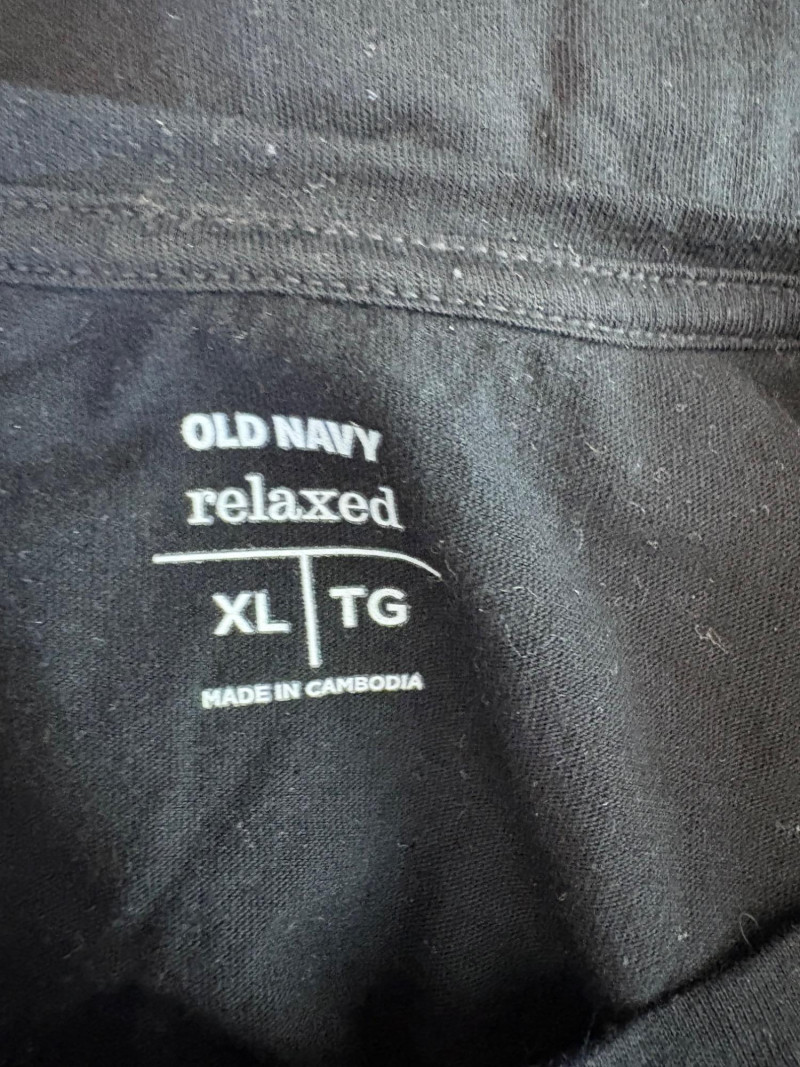 OLD NAVY
relaxed
XL TG
MADE IN CAMBODIA